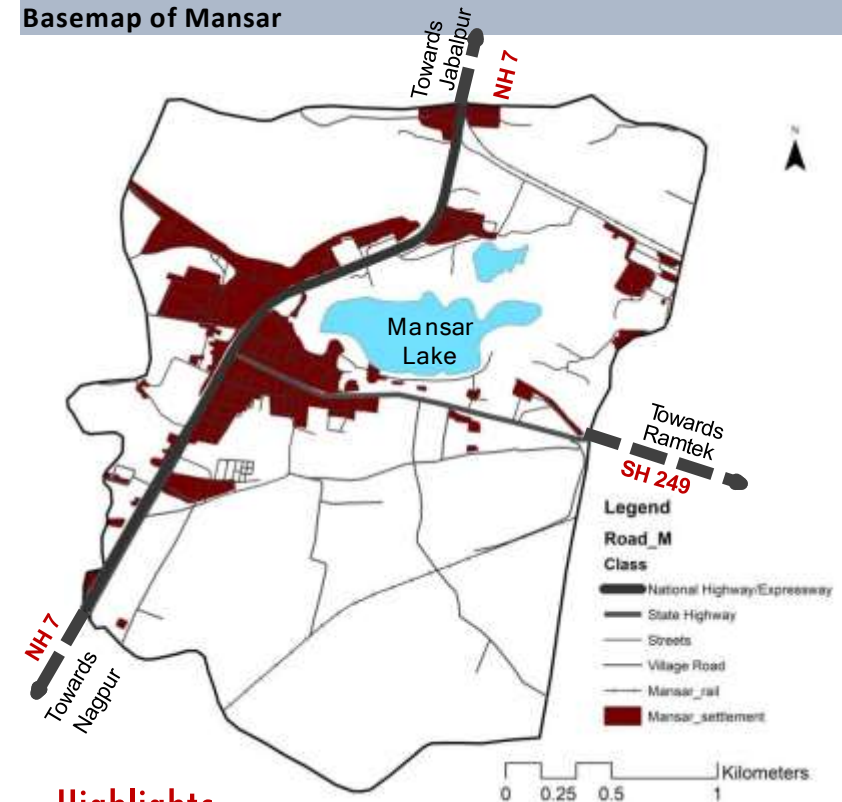 Basemap of Mansar
Towards
Jabalpur
NH 7
N
Mansar
Lake
Towards
Ramtek
SH 249
Legend
Road_M
Class
National Highway/Expressway
State Highway
Streets
Village Road
Mansar_rail
Mansar_settlement
NH 7
Towards
Nagpur
Kilometers
0 0.25 0.5 1
Highlights